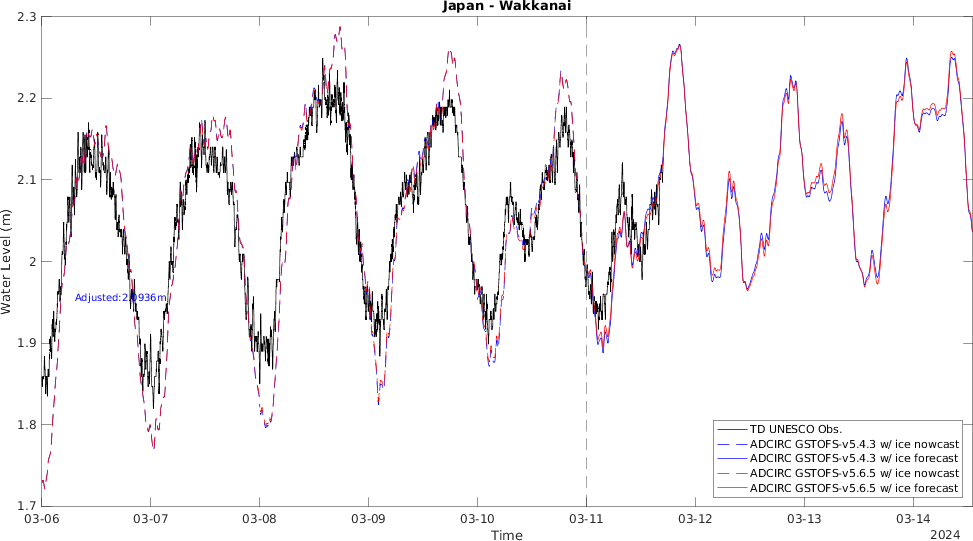 Japan - Wakkanai
2.3
2.2
2.1
2
1.9
1.8
1.7
Water Level (m)
Adjusted:2.0936m
TD UNESCO Obs.
ADCIRC GSTOFS-v5.4.3 w/ ice nowcast
ADCIRC GSTOFS-v5.4.3 w/ ice forecast
ADCIRC GSTOFS-v5.6.5 w/ ice nowcast
ADCIRC GSTOFS-v5.6.5 w/ ice forecast
03-06 03-07 03-08 03-09 03-10 03-11 03-12 03-13 03-14
Time
2024